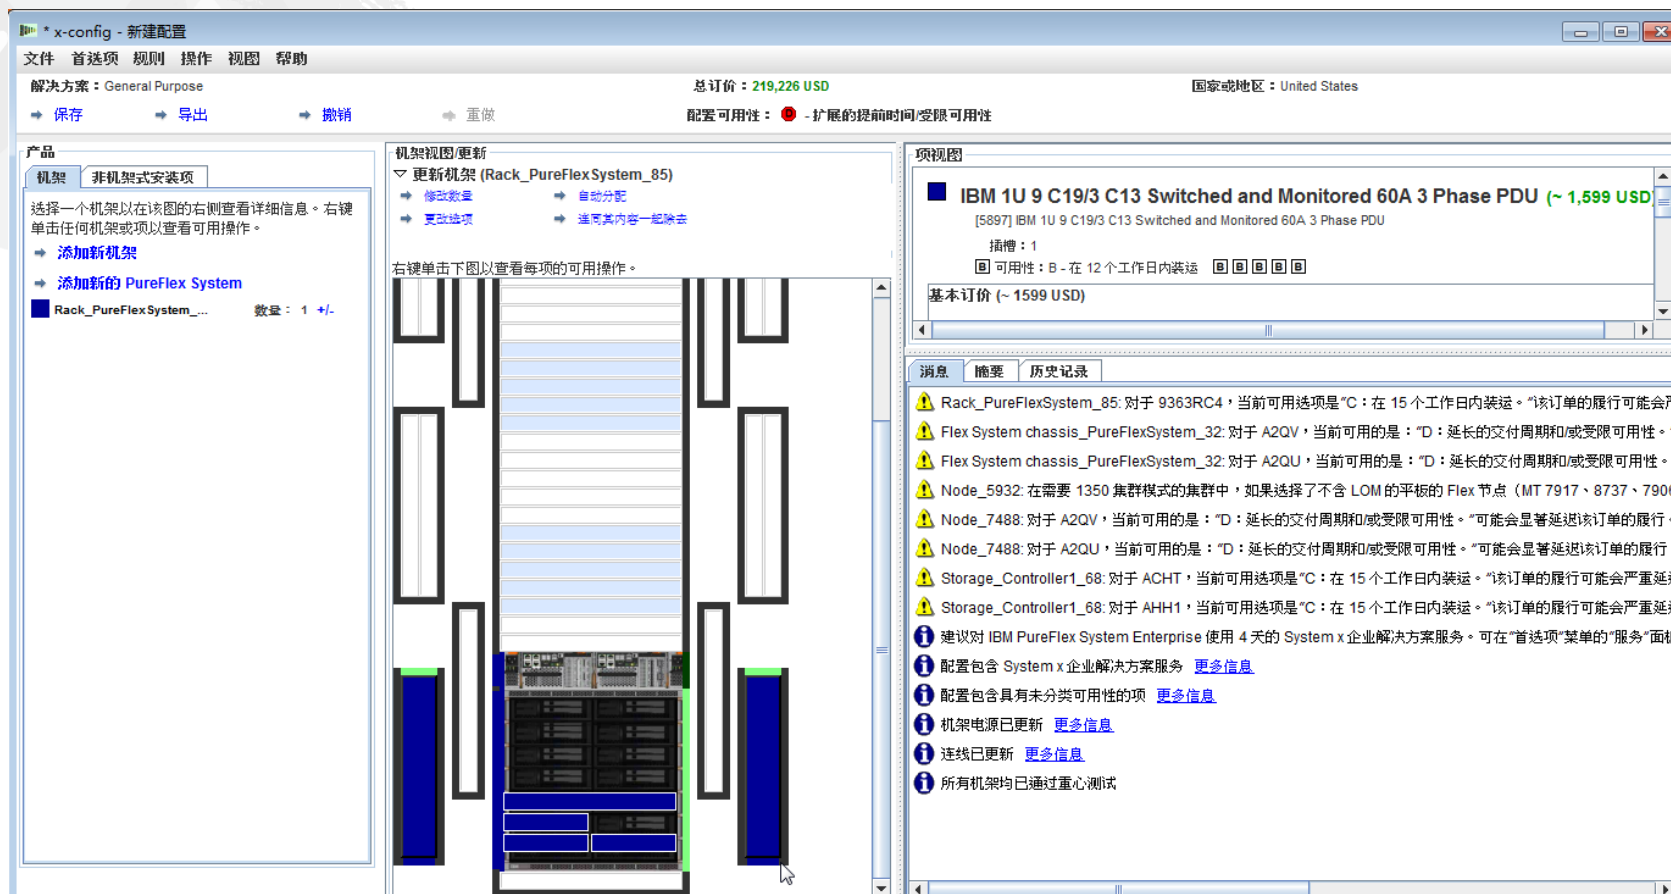 * x-config - 新建配置
文件 首选项 规则 操作 视图 帮助
解决方案：General Purpose
总订价：219,226 USD
国家或地区：United States
保存 导出 撤销 重做
配置可用性： D - 扩展的提前时间/受限可用性
产品
机架 非机架式安装项
选择一个机架以在该图的右侧查看详细信息。右键
单击任何机架或项以查看可用操作。
添加新机架
添加新的 PureFlex System
Rack_PureFlexSystem_... 数量： 1 +/-
机架视图/更新
更新机架 (Rack_PureFlexSystem_85)
修改数量 自动分配
更改选项 连同其内容一起除去
右键单击下图以查看每项的可用操作。
项视图
IBM 1U 9 C19/3 C13 Switched and Monitored 60A 3 Phase PDU (~ 1,599 USD)
[5897] IBM 1U 9 C19/3 C13 Switched and Monitored 60A 3 Phase PDU
插槽：1
B 可用性：B - 在 12 个工作日内装运 B B B B B
基本订价 (~ 1599 USD)
消息 摘要 历史记录
Rack_PureFlexSystem_85: 对于 9363RC4，当前可用选项是"C：在 15 个工作日内装运。"该订单的履行可能会严
Flex System chassis_PureFlexSystem_32: 对于 A2QV，当前可用的是："D：延长的交付周期和/或受限可用性。"
Flex System chassis_PureFlexSystem_32: 对于 A2QU，当前可用的是："D：延长的交付周期和/或受限可用性。
Node_5932: 在需要 1350 集群模式的集群中，如果选择了不含 LOM 的平板的 Flex 节点（MT 7917、8737、7906
Node_7488: 对于 A2QV，当前可用的是："D：延长的交付周期和/或受限可用性。"可能会显著延迟该订单的履行。
Node_7488: 对于 A2QU，当前可用的是："D：延长的交付周期和/或受限可用性。"可能会显著延迟该订单的履行
Storage_Controller1_68: 对于 ACHT，当前可用选项是"C：在 15 个工作日内装运。"该订单的履行可能会严重延迟
Storage_Controller1_68: 对于 AHH1，当前可用选项是"C：在 15 个工作日内装运。"该订单的履行可能会严重延迟
建议对 IBM PureFlex System Enterprise 使用 4 天的 System x 企业解决方案服务。可在"首选项"菜单的"服务"面板
配置包含 System x 企业解决方案服务 更多信息
配置包含具有未分类可用性的项 更多信息
机架电源已更新 更多信息
连线已更新 更多信息
所有机架均已通过重心测试